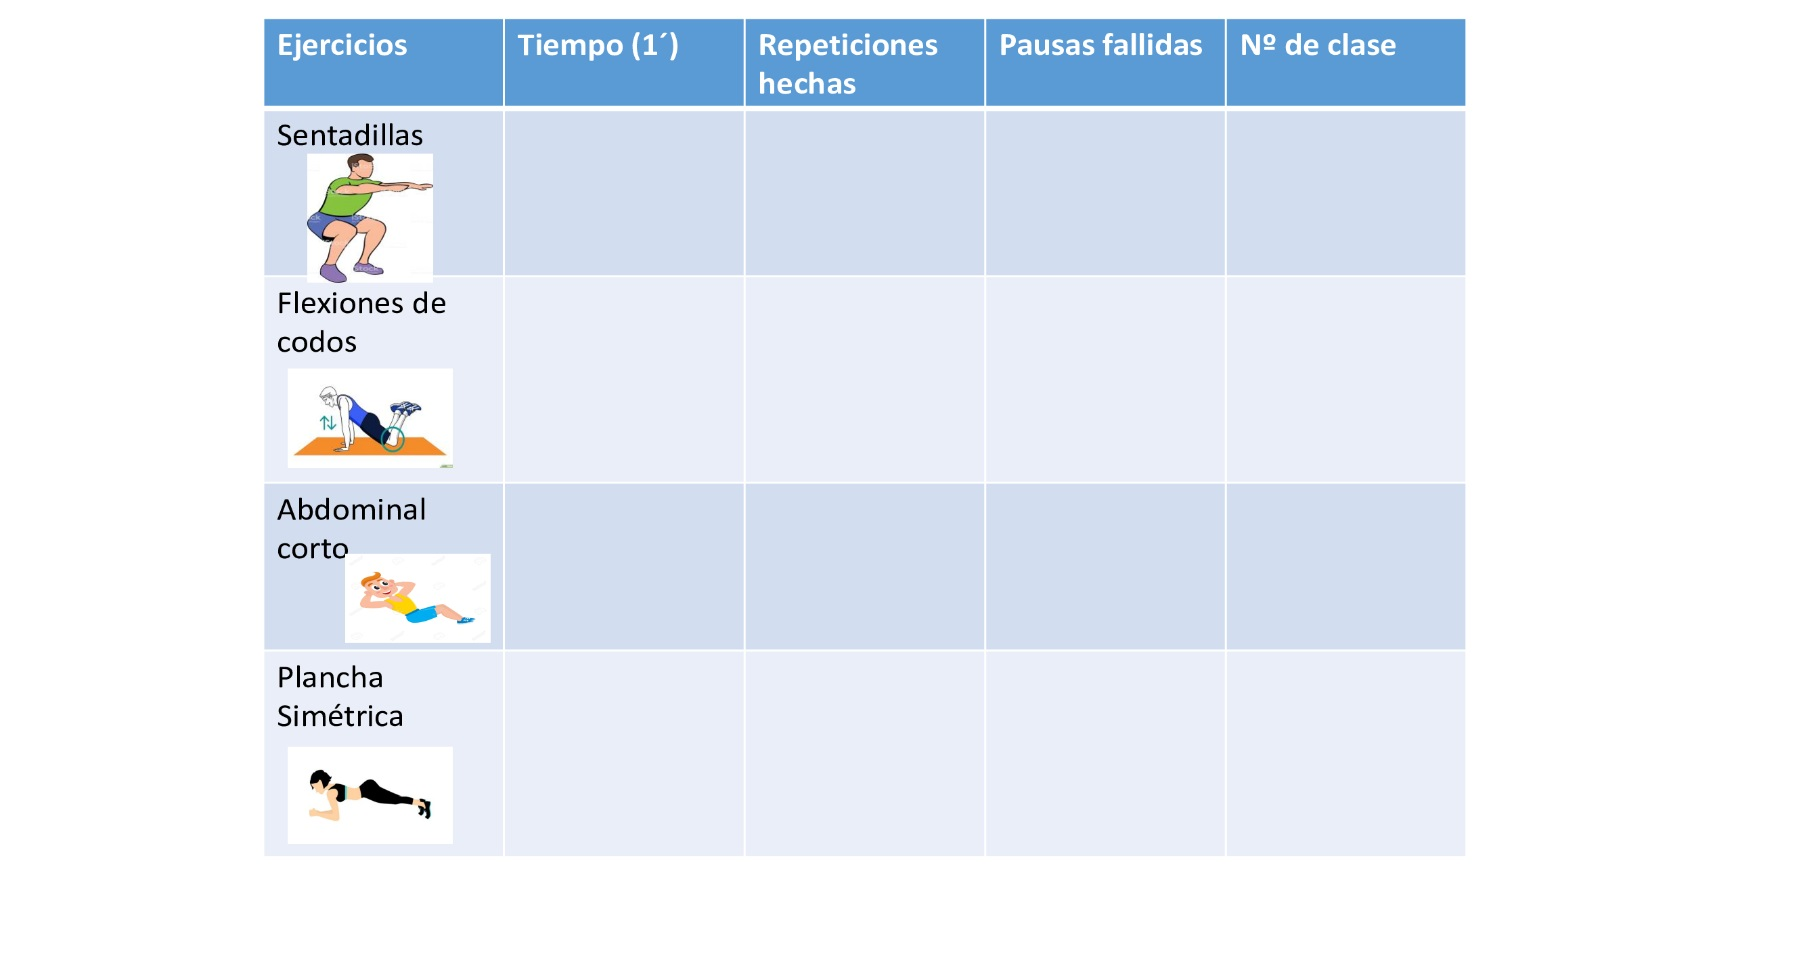 Ejercicios
Tiempo (1´)
Repeticiones
hechas
Pausas fallidas
Nº de clase
Sentadillas
Flexiones de
codos
Abdominal
corto
Plancha
Simétrica